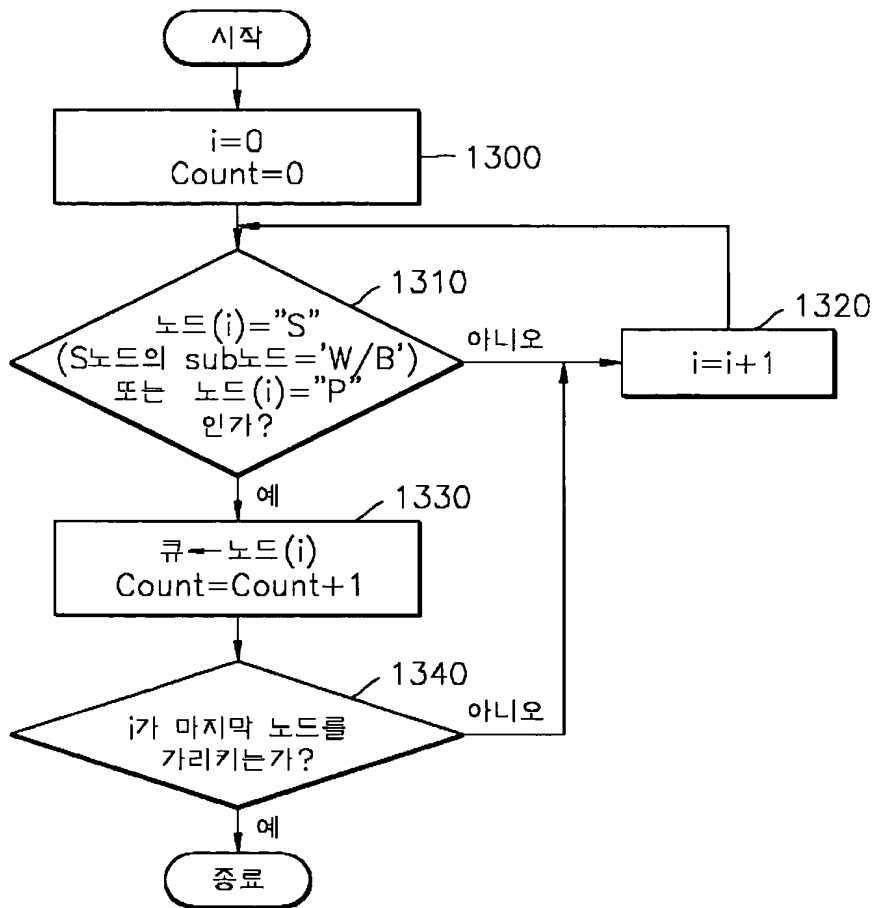 시작
i=0
Count=0
1300
1310
노드(i)="S"
(S노드의 sub노드='W/B')
또는 노드(i)="P"
인가?
아니오
1320
i=i+1
예
1330
큐←노드(i)
Count=Count+1
1340
i가 마지막 노드를
가리키는가?
아니오
예
종료